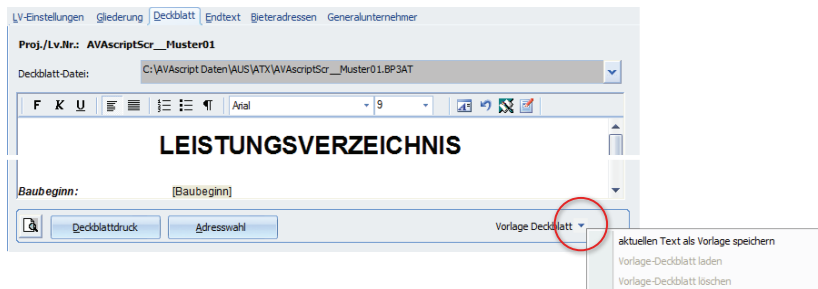 LV-Einstellungen Gliederung Deckblatt Endtext Bieteradressen Generalunternehmer
Proj./Lv.Nr.: AVAscriptScr__Muster01
Deckblatt-Datei: C:\AVAscript Daten\AUS\ATX\AVAscriptScr__Muster01.BP3AT
F K U ¶ Arial 9
LEISTUNGSVERZEICHNIS
Baubeginn: [Baubeginn]
Deckblattdruck Adresswahl Vorlage Deckblatt
aktuellen Text als Vorlage speichern
Vorlage-Deckblatt laden
Vorlage-Deckblatt löschen